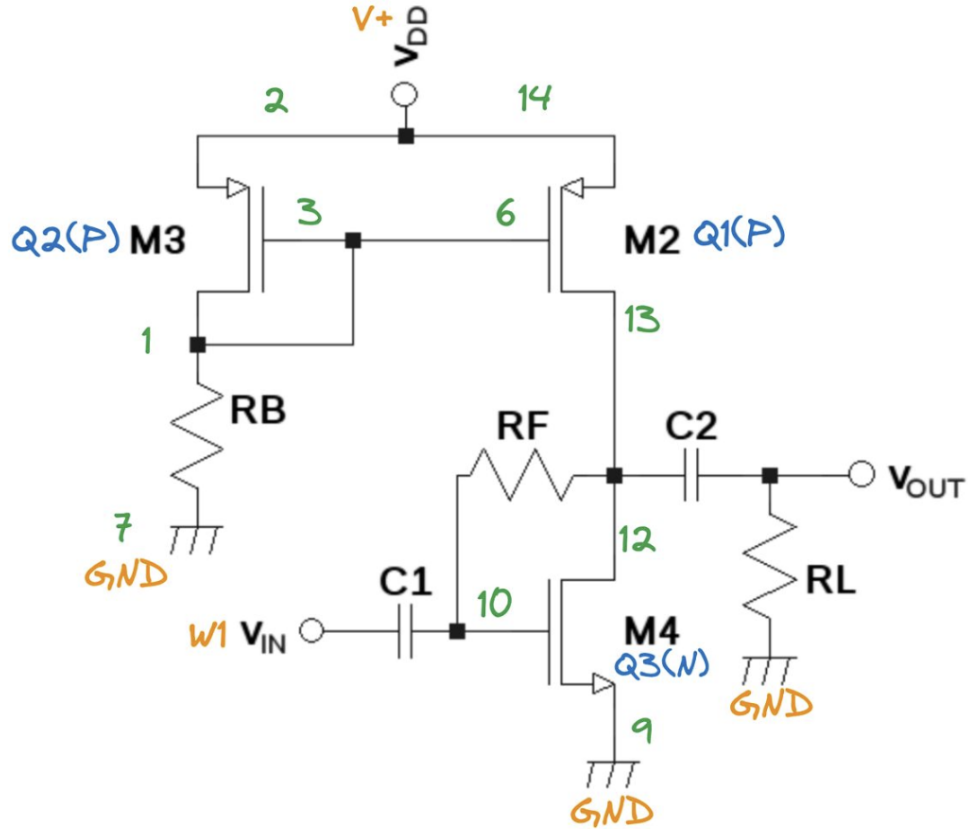 V+
VDD
2
14
Q2(P) M3
3
6
M2 Q1(P)
1
13
RB
RF
C2
VOUT
7
GND
12
C1
10
RL
W1 VIN
M4
Q3(N)
GND
9
GND